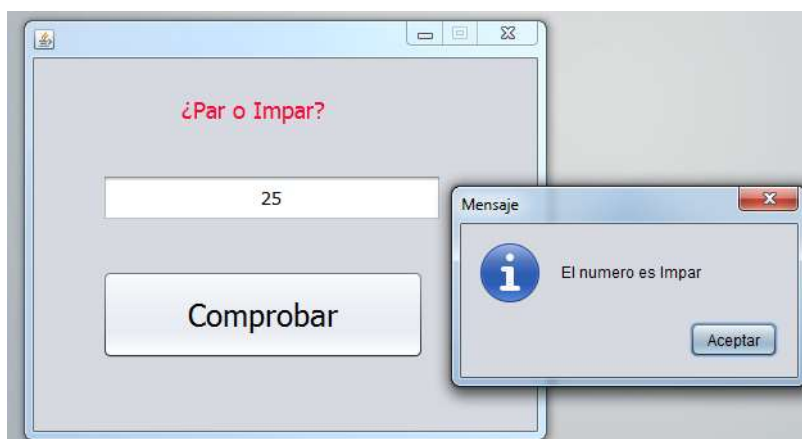 ¿Par o Impar?
25
Comprobar
Mensaje
El numero es Impar
Aceptar